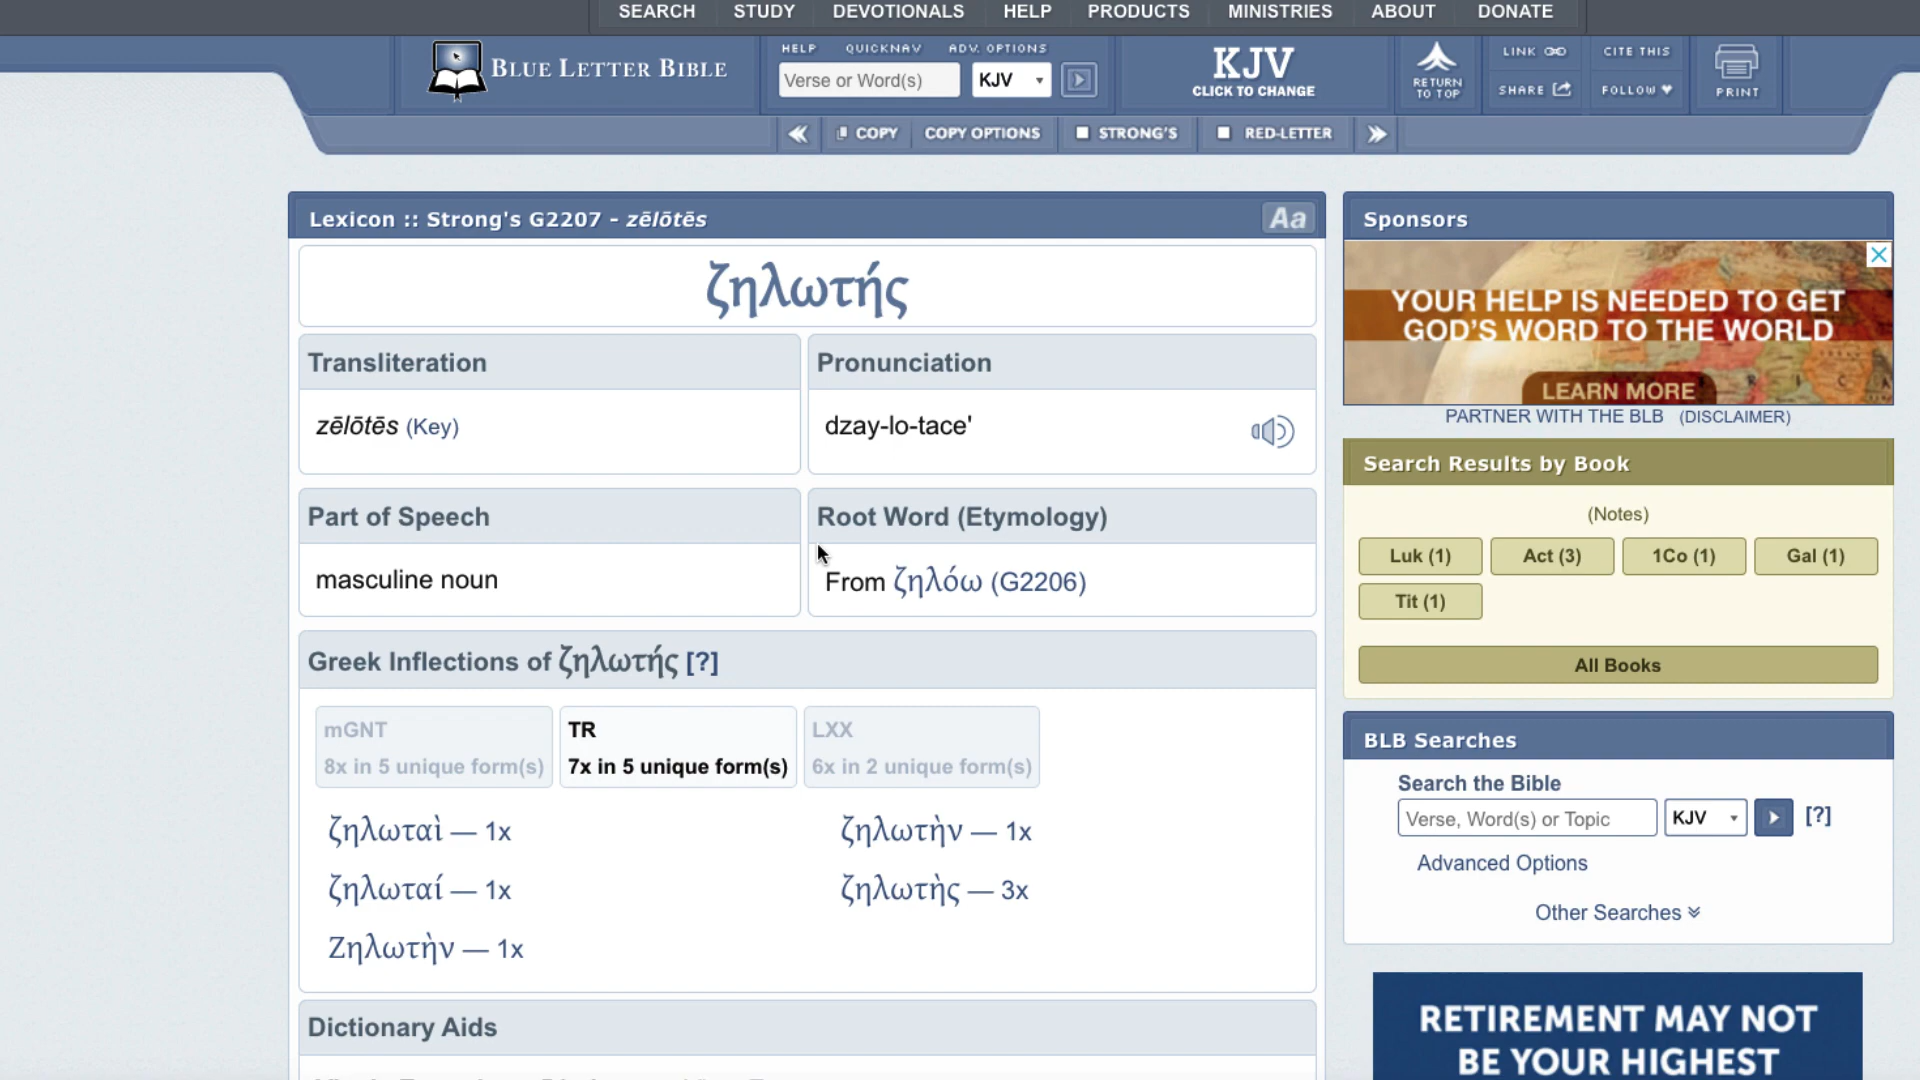 SEARCH STUDY DEVOTIONALS HELP PRODUCTS MINISTRIES ABOUT DONATE
BLUE LETTER BIBLE
HELP QUICKNAV ADV. OPTIONS
Verse or Word(s) KJV
KJV
CLICK TO CHANGE
RETURN
TO TOP
LINK CITE THIS
SHARE FOLLOW
PRINT
COPY COPY OPTIONS STRONG'S RED-LETTER
Lexicon :: Strong's G2207 - zēlōtēs Aa
ζηλωτής
Transliteration
zēlōtēs (Key)
Pronunciation
dzay-lo-tace'
Part of Speech
masculine noun
Root Word (Etymology)
From ζηλόω (G2206)
Greek Inflections of ζηλωτής [?]
mGNT
8x in 5 unique form(s)
TR
7x in 5 unique form(s)
LXX
6x in 2 unique form(s)
ζηλωταὶ — 1x
ζηλωταί — 1x
Ζηλωτὴν — 1x
ζηλωτὴν — 1x
ζηλωτὴς — 3x
Dictionary Aids
Sponsors
YOUR HELP IS NEEDED TO GET
GOD'S WORD TO THE WORLD
LEARN MORE
PARTNER WITH THE BLB (DISCLAIMER)
Search Results by Book
(Notes)
Luk (1) Act (3) 1Co (1) Gal (1)
Tit (1)
All Books
BLB Searches
Search the Bible
Verse, Word(s) or Topic KJV [?]
Advanced Options
Other Searches
RETIREMENT MAY NOT
BE YOUR HIGHEST